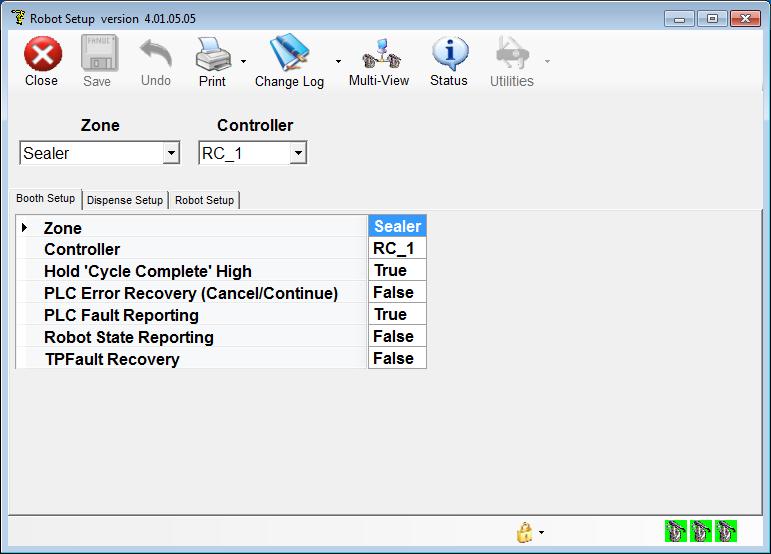 Robot Setup version 4.01.05.05
FANUC
Close Save Undo Print Change Log Multi-View Status Utilities
Zone Controller
Sealer RC_1
Booth Setup Dispense Setup Robot Setup
Zone Sealer
Controller RC_1
Hold 'Cycle Complete' High True
PLC Error Recovery (Cancel/Continue) False
PLC Fault Reporting True
Robot State Reporting False
TPFault Recovery False